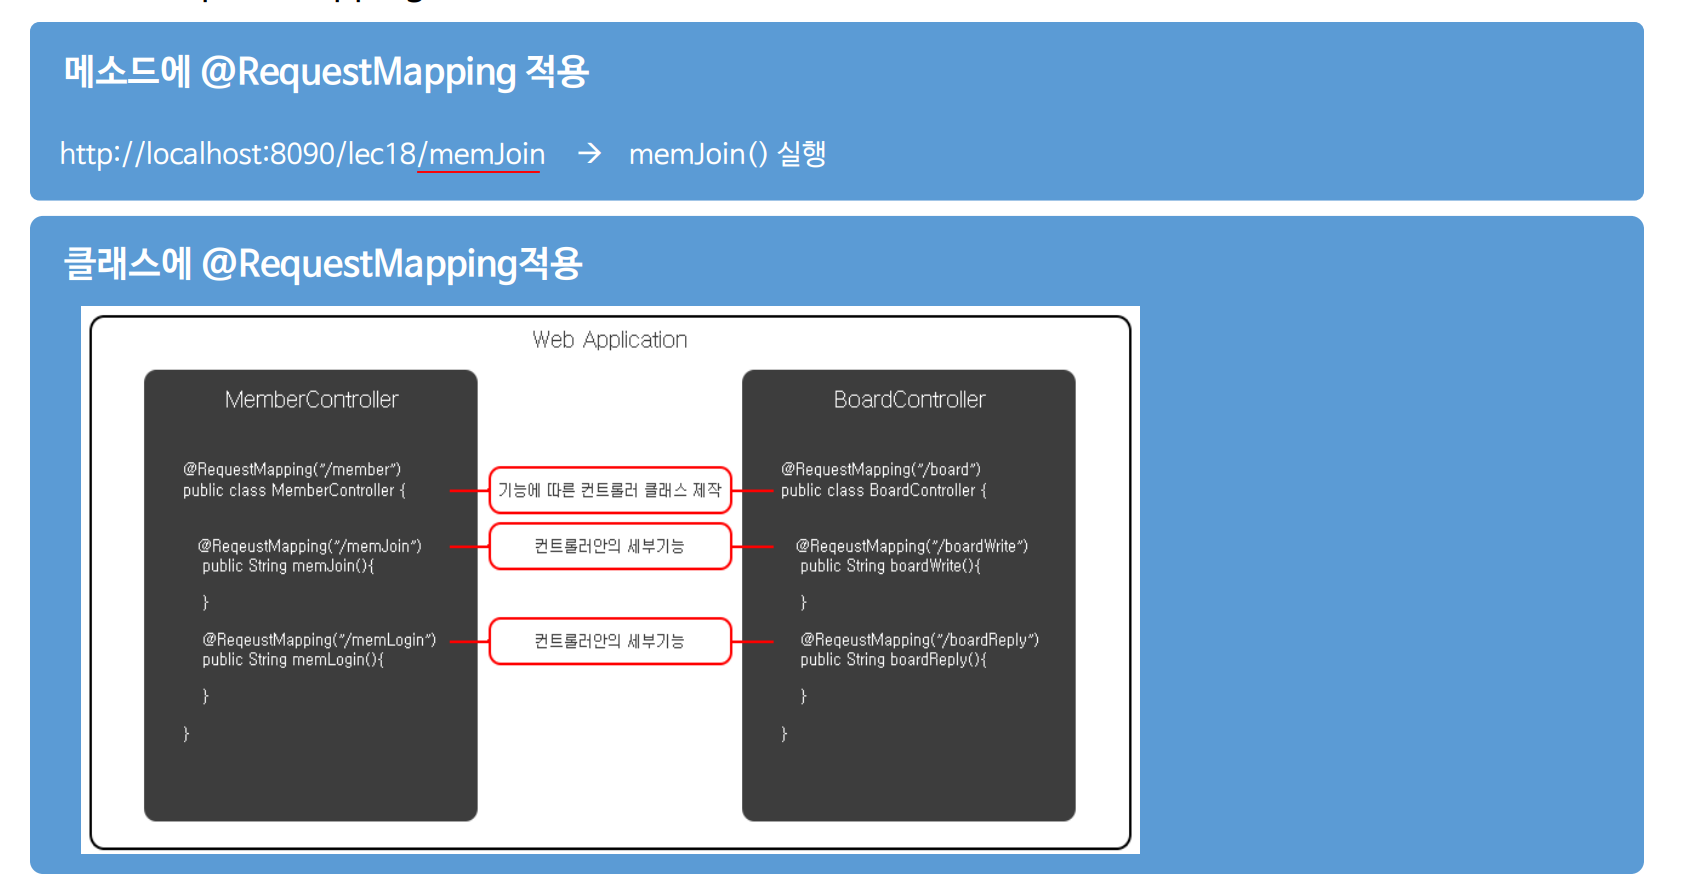 메소드에 @RequestMapping 적용
http://localhost:8090/lec18/memJoin → memJoin() 실행
클래스에 @RequestMapping적용
Web Application
MemberController
@RequestMapping("/member")
public class MemberController {
@ReqeustMapping("/memJoin")
public String memJoin(){
}
@ReqeustMapping("/memLogin")
public String memLogin(){
}
}
기능에 따른 컨트롤러 클래스 제작
컨트롤러안의 세부기능
컨트롤러안의 세부기능
BoardController
@RequestMapping("/board")
public class BoardController {
@ReqeustMapping("/boardWrite")
public String boardWrite(){
}
@ReqeustMapping("/boardReply")
public String boardReply(){
}
}